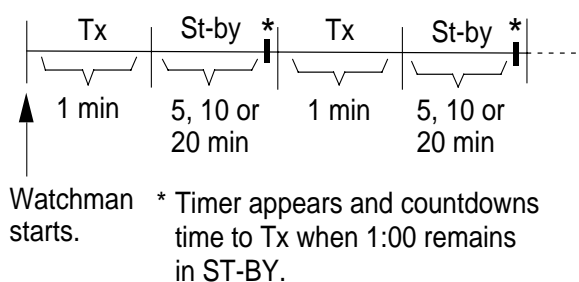 Tx St-by * Tx St-by *
1 min 5, 10 or 1 min 5, 10 or
20 min 20 min
Watchman
starts.
* Timer appears and countdowns
time to Tx when 1:00 remains
in ST-BY.